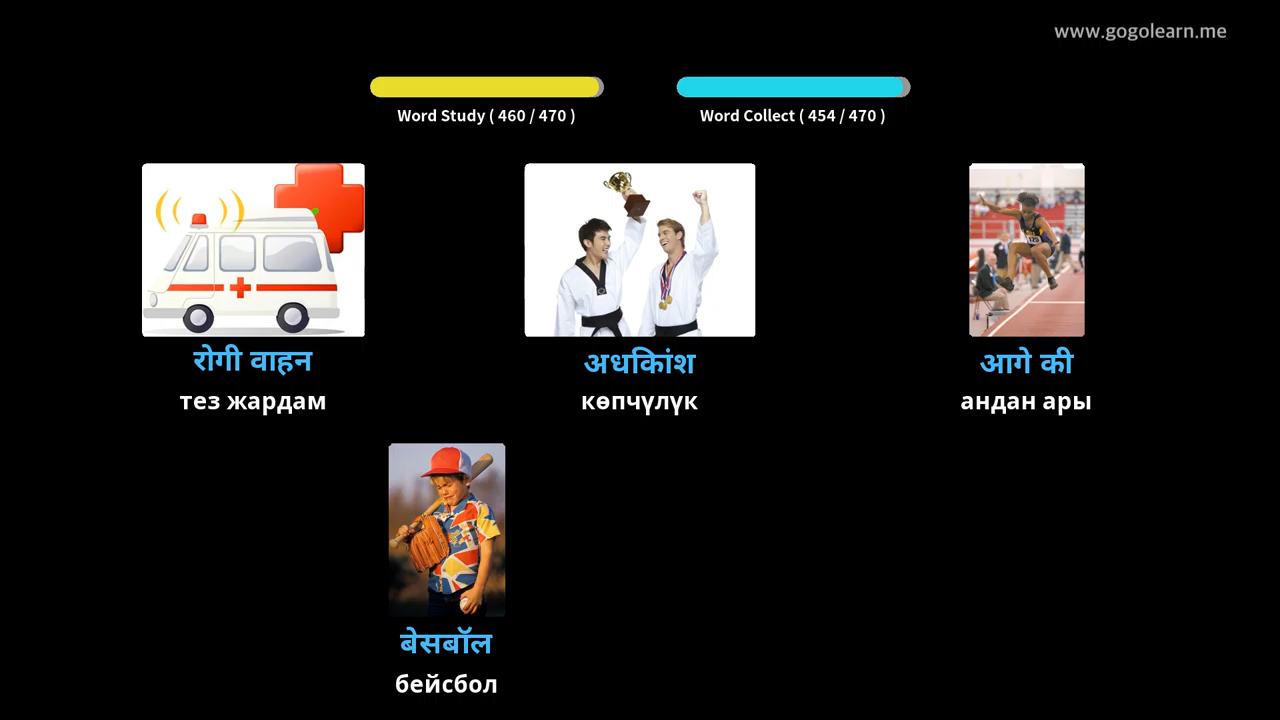 www.gogolearn.me
Word Study ( 460 / 470 )
Word Collect ( 454 / 470 )
रोगी वाहन
अधिकांश
आगे की
тез жардам
көпчүлүк
андан ары
बेसबॉल
бейсбол